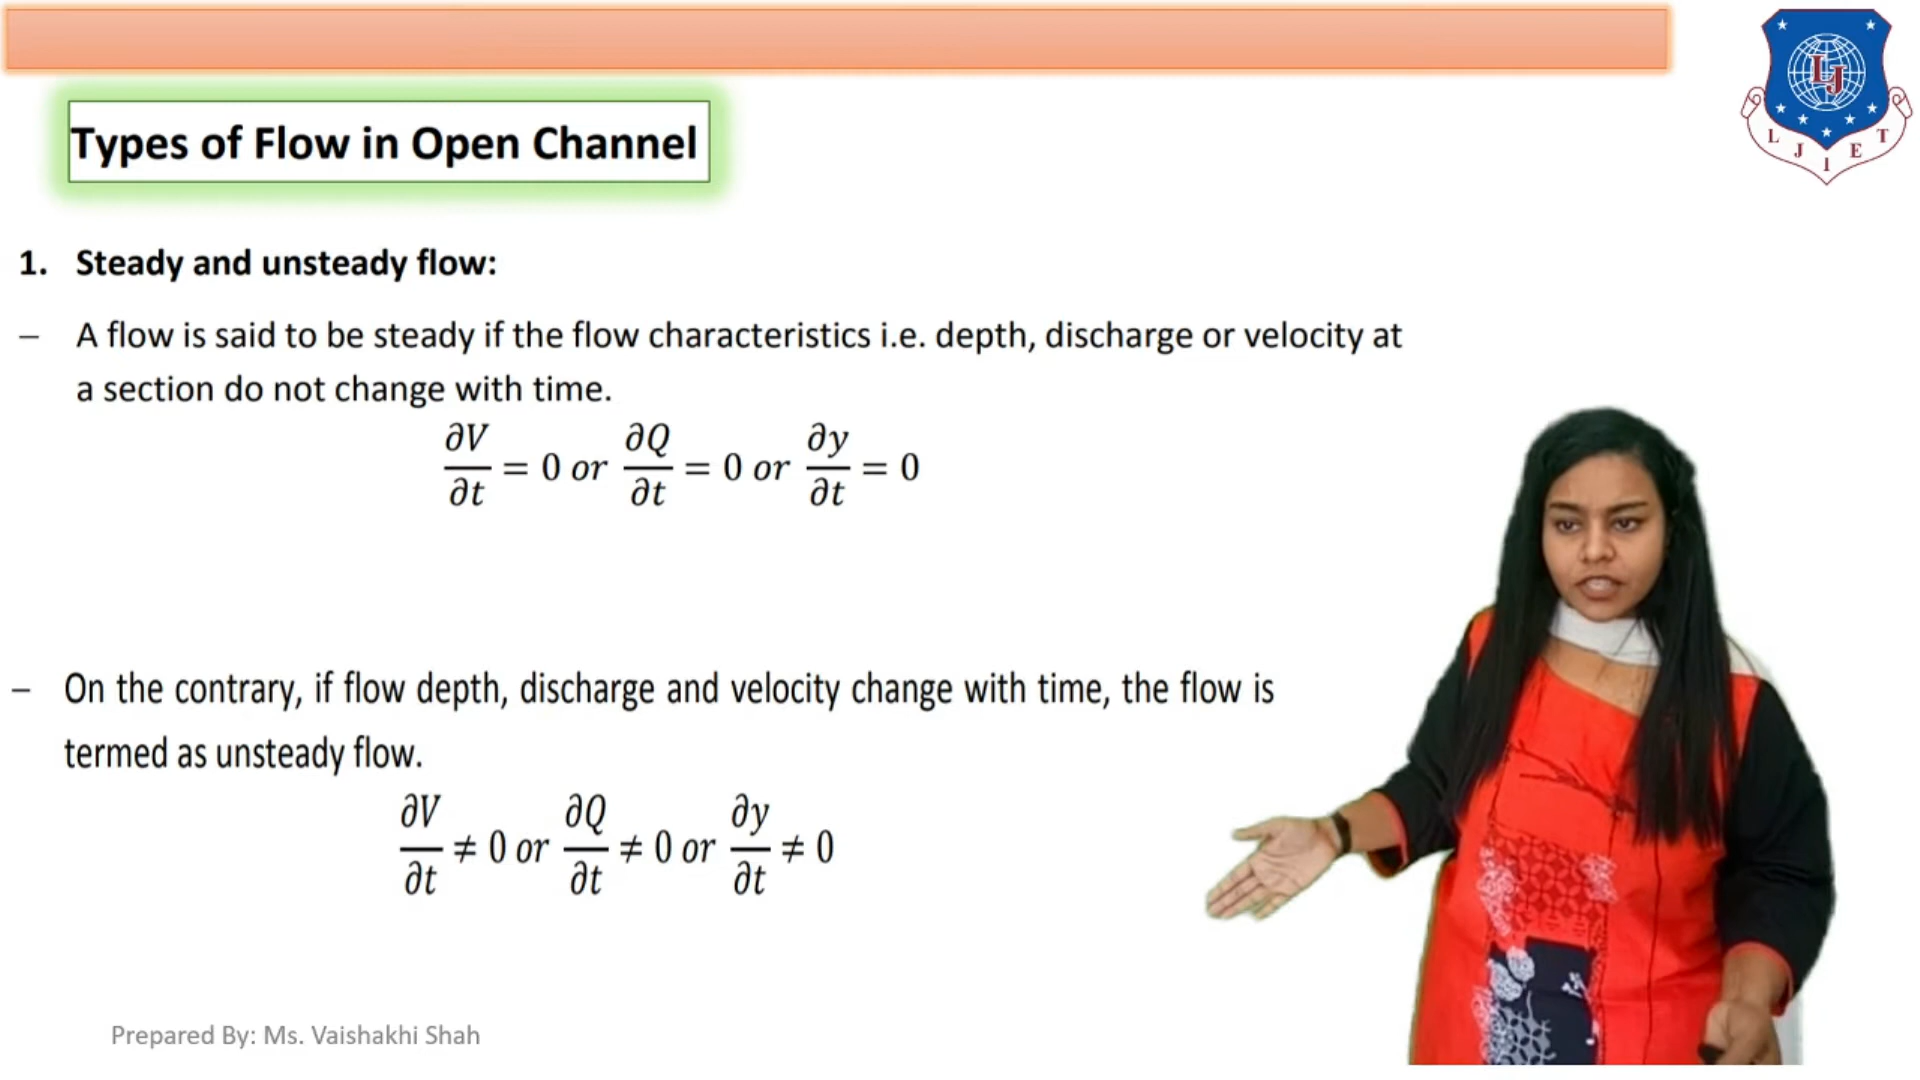 Types of Flow in Open Channel
LJ
L J I E T
1. Steady and unsteady flow:
– A flow is said to be steady if the flow characteristics i.e. depth, discharge or velocity at
a section do not change with time.
∂V/∂t = 0 or ∂Q/∂t = 0 or ∂y/∂t = 0
– On the contrary, if flow depth, discharge and velocity change with time, the flow is
termed as unsteady flow.
∂V/∂t ≠ 0 or ∂Q/∂t ≠ 0 or ∂y/∂t ≠ 0
Prepared By: Ms. Vaishakhi Shah